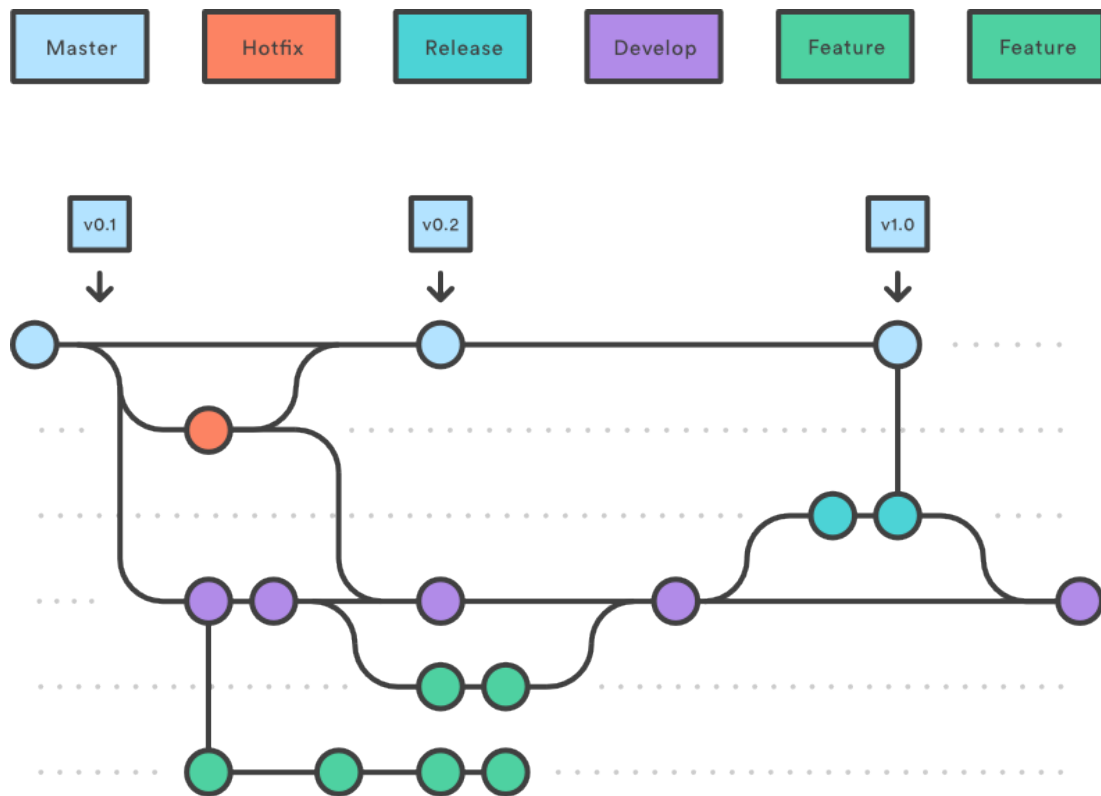 Master
Hotfix
Release
Develop
Feature
Feature
v0.1
v0.2
v1.0